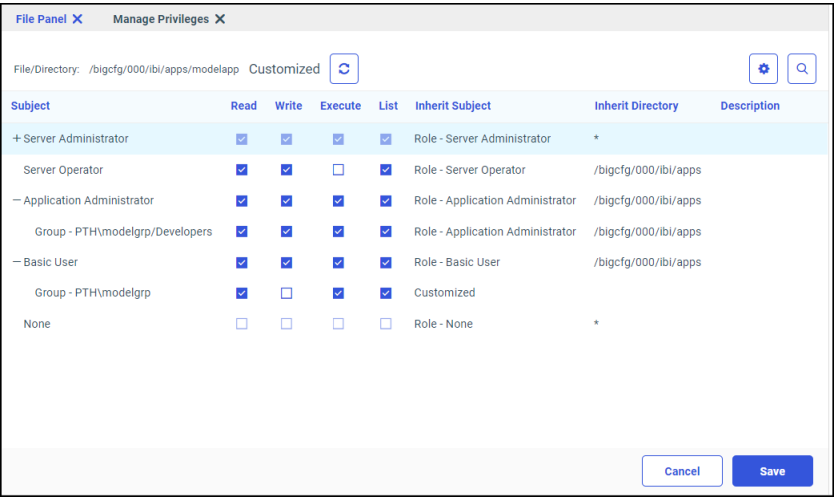 File Panel Manage Privileges
File/Directory: /bigcfg/000/ibi/apps/modelapp Customized
Subject Read Write Execute List Inherit Subject Inherit Directory Description
Server Administrator Role - Server Administrator *
Server Operator Role - Server Operator /bigcfg/000/ibi/apps
Application Administrator Role - Application Administrator /bigcfg/000/ibi/apps
Group - PTH\modelgrp/Developers Role - Application Administrator /bigcfg/000/ibi/apps
Basic User Role - Basic User /bigcfg/000/ibi/apps
Group - PTH\modelgrp Customized
None Role - None *
Cancel Save